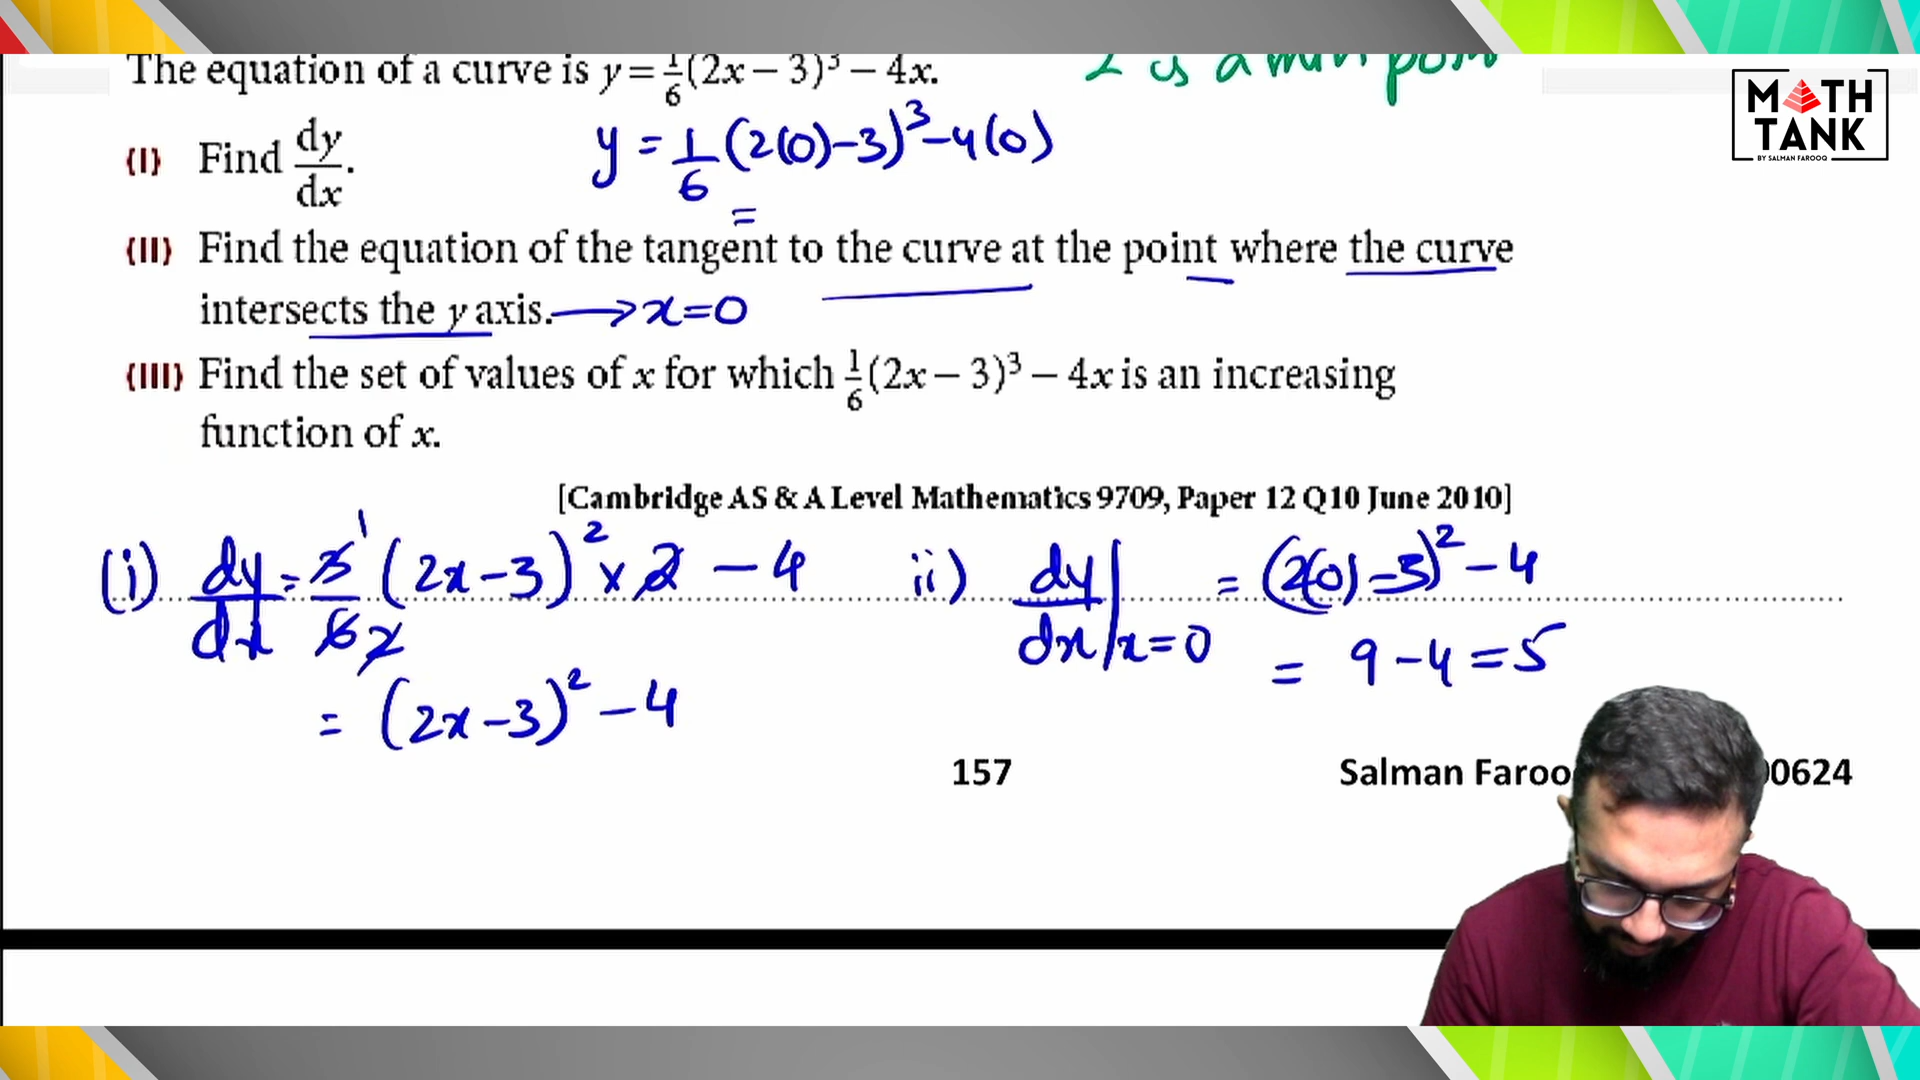 The equation of a curve is y = 1/6 (2x − 3)³ − 4x.
is a min point
MATH
TANK
BY SALMAN FAROOQ
y = 1/6 (2(0)−3)³ −4(0)
(I) Find dy/dx.
=
(II) Find the equation of the tangent to the curve at the point where the curve
intersects the y axis. → x=0
(III) Find the set of values of x for which 1/6 (2x − 3)³ − 4x is an increasing
function of x.
[Cambridge AS & A Level Mathematics 9709, Paper 12 Q10 June 2010]
(i) dy/dx = 3/6 1/2 (2x−3)² × 2 − 4
= (2x−3)² − 4
ii) dy/dx | x=0 = (2(0)−3)² − 4
= 9 − 4 = 5
157
Salman Faroo 0624